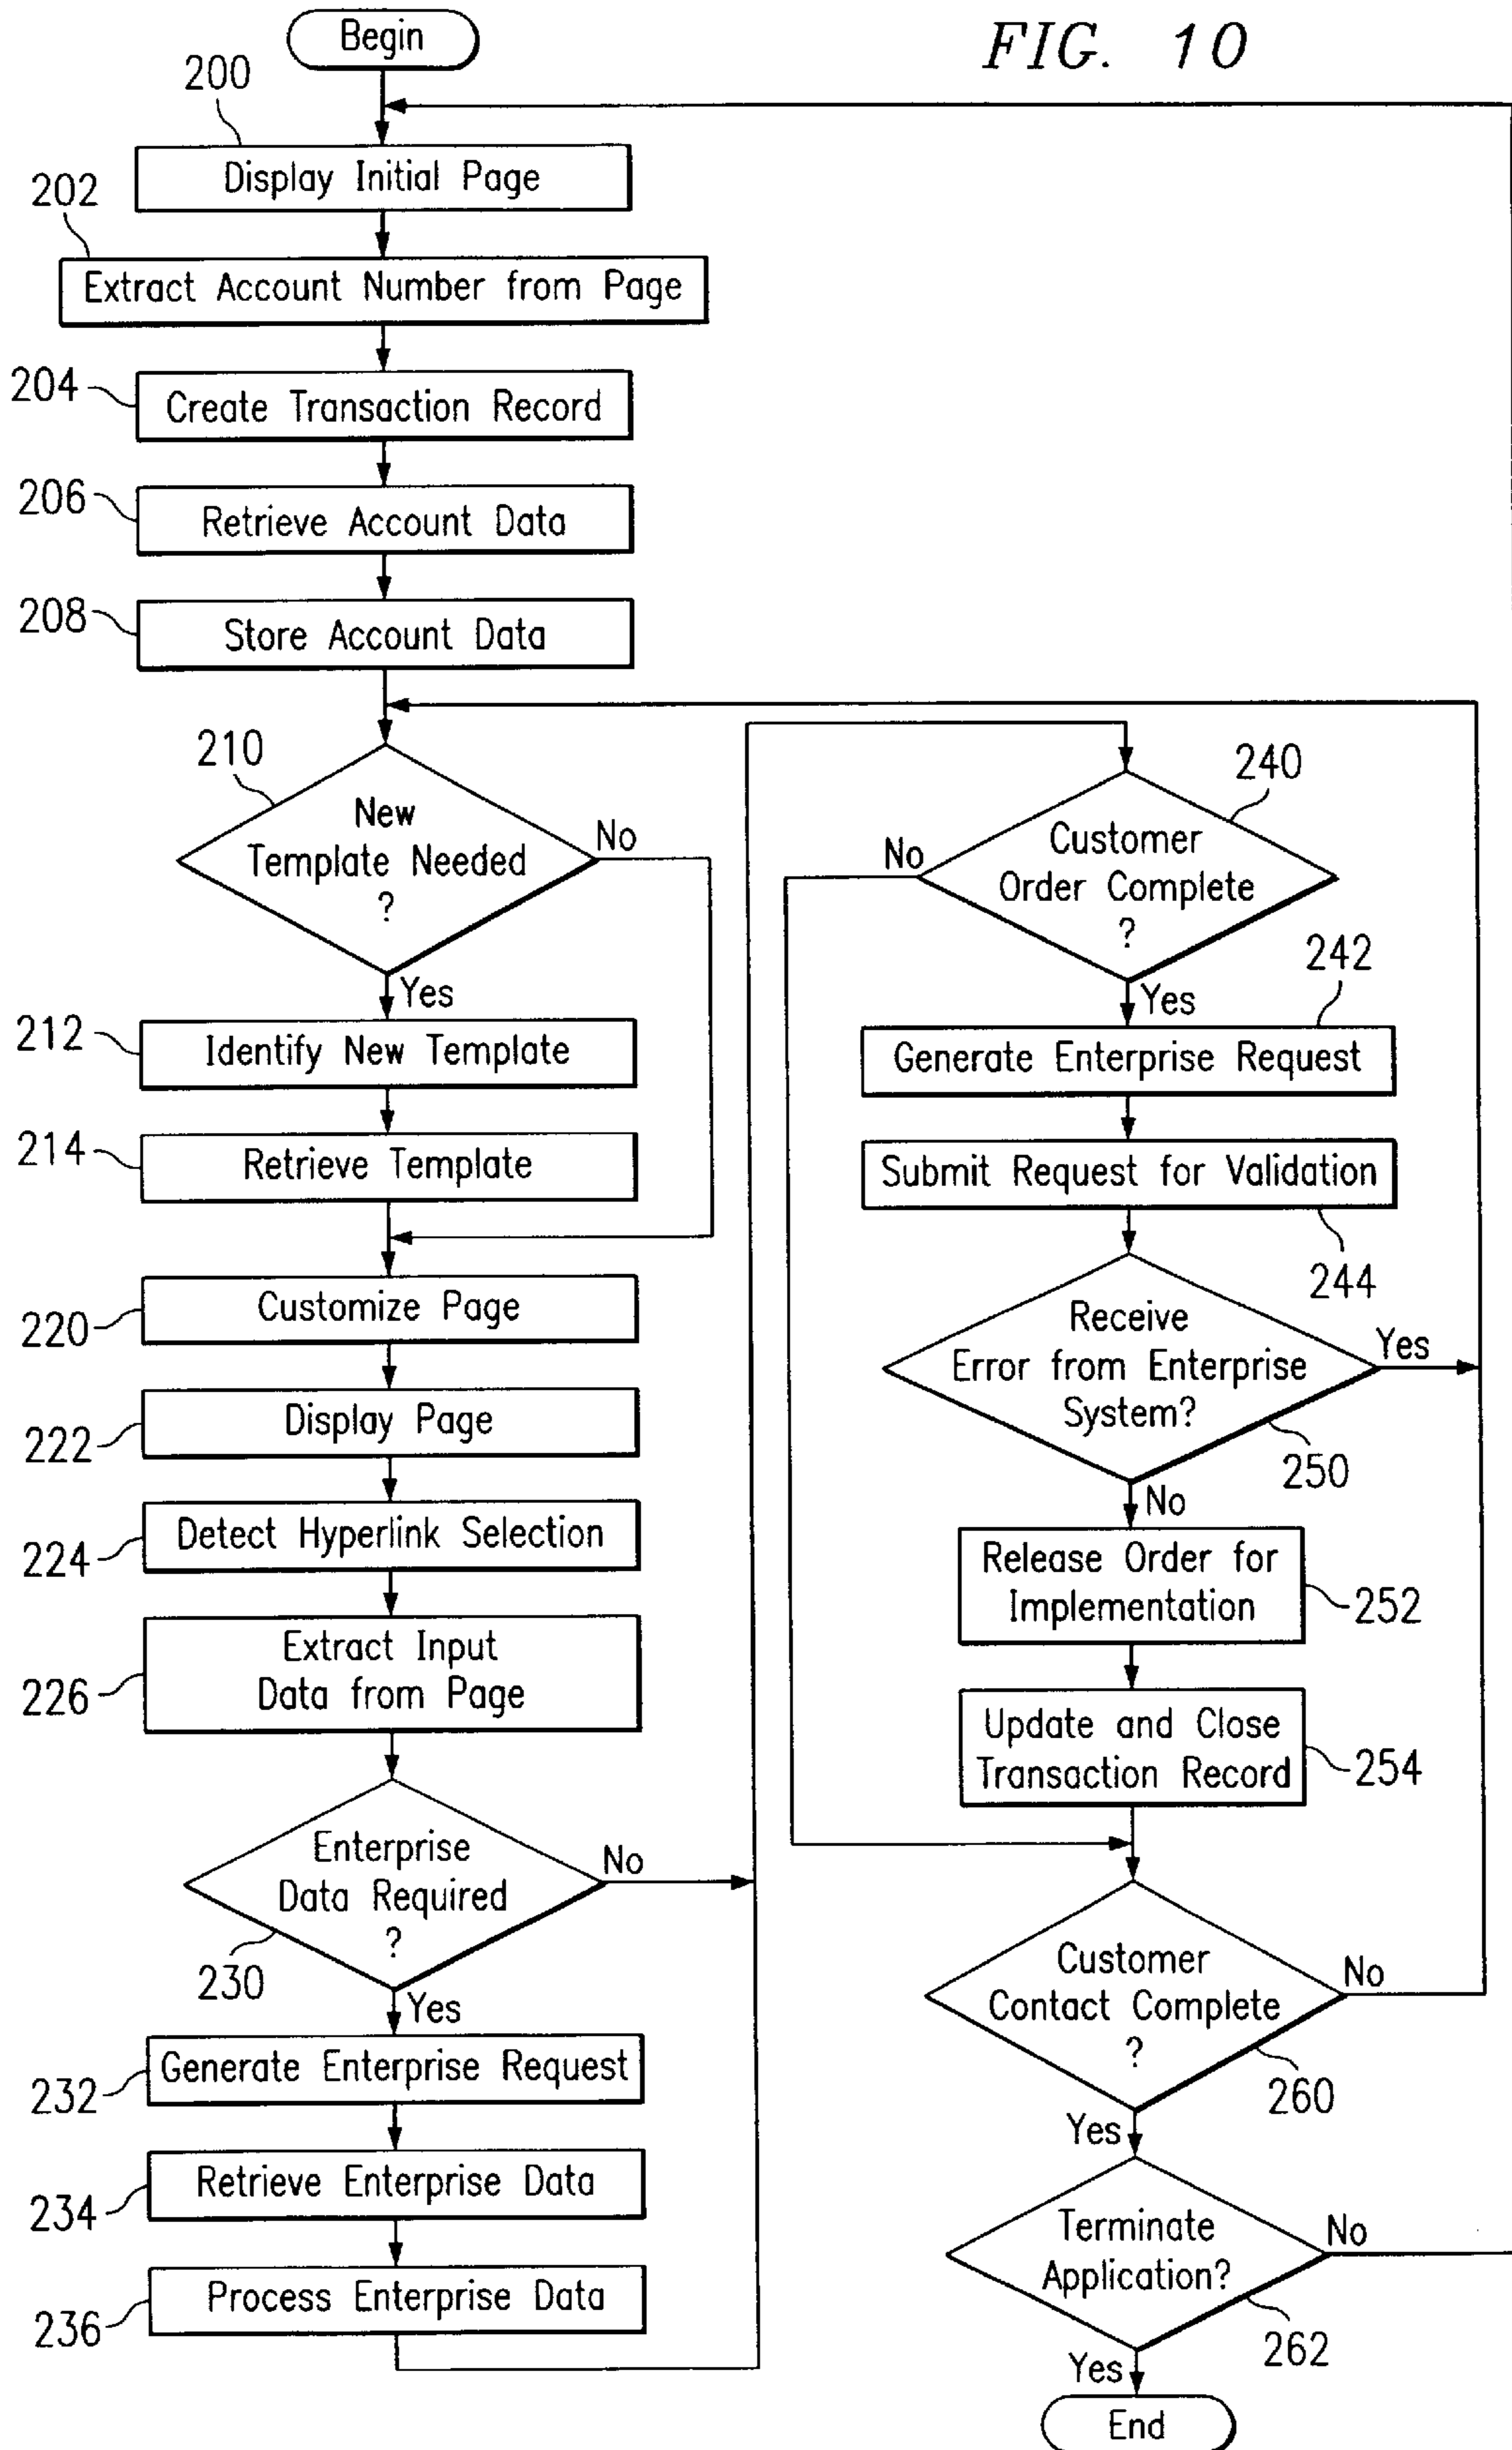 FIG. 10
Begin
200
Display Initial Page
202
Extract Account Number from Page
204
Create Transaction Record
206
Retrieve Account Data
208
Store Account Data
210
New
Template Needed
?
No
Yes
212
Identify New Template
214
Retrieve Template
220
Customize Page
222
Display Page
224
Detect Hyperlink Selection
226
Extract Input
Data from Page
230
Enterprise
Data Required
?
No
Yes
232
Generate Enterprise Request
234
Retrieve Enterprise Data
236
Process Enterprise Data
240
Customer
Order Complete
?
No
Yes
242
Generate Enterprise Request
Submit Request for Validation
244
Receive
Error from Enterprise
System?
Yes
250
No
Release Order for
Implementation
252
Update and Close
Transaction Record
254
Customer
Contact Complete
?
No
260
Yes
Terminate
Application?
No
262
Yes
End